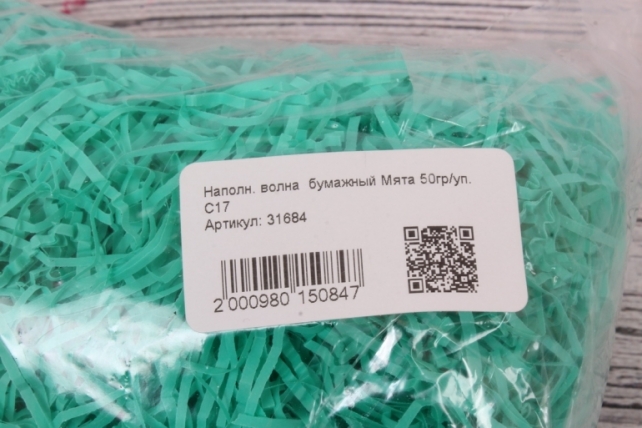 Наполн. волна бумажный Мята 50гр/уп.
С17
Артикул: 31684
2 000980 150847